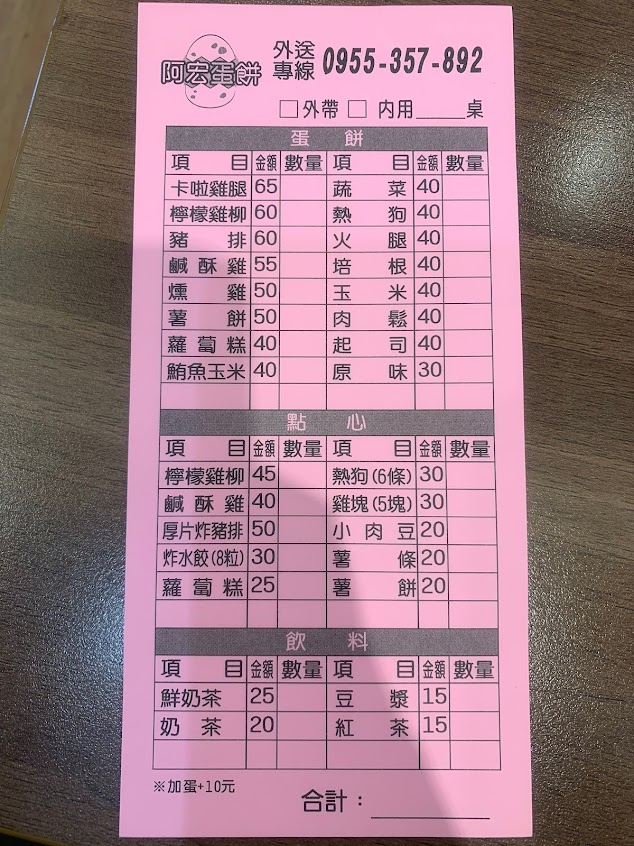 阿宏蛋餅
外送專線 0955-357-892
□外帶 □ 內用_____桌
蛋 餅
項 目 金額 數量 項 目 金額 數量
卡啦雞腿 65 蔬 菜 40
檸檬雞柳 60 熱 狗 40
豬 排 60 火 腿 40
鹹酥雞 55 培 根 40
燻 雞 50 玉 米 40
薯 餅 50 肉 鬆 40
蘿蔔糕 40 起 司 40
鮪魚玉米 40 原 味 30
點 心
項 目 金額 數量 項 目 金額 數量
檸檬雞柳 45 熱狗(6條) 30
鹹酥雞 40 雞塊(5塊) 30
厚片炸豬排 50 小肉豆 20
炸水餃(8粒) 30 薯 條 20
蘿蔔糕 25 薯 餅 20
飲 料
項 目 金額 數量 項 目 金額 數量
鮮奶茶 25 豆 漿 15
奶 茶 20 紅 茶 15
※加蛋+10元
合計：________